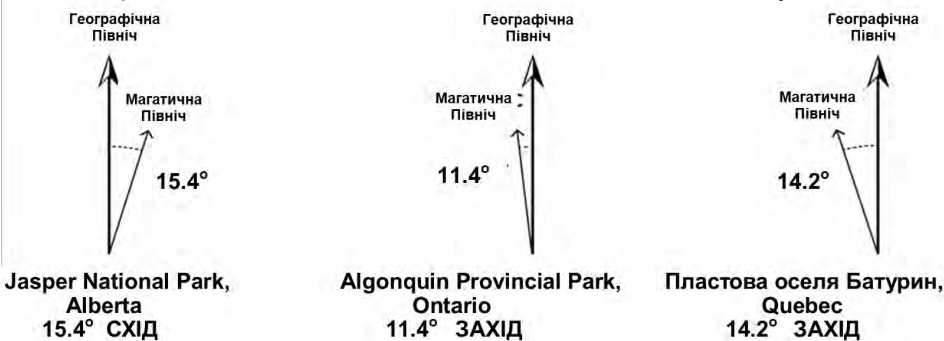 Географічна
Північ
Магатична
Північ
15.4°
Jasper National Park,
Alberta
15.4° СХІД
Географічна
Північ
Магатична
Північ
11.4°
Algonquin Provincial Park,
Ontario
11.4° ЗАХІД
Географічна
Північ
Магатична
Північ
14.2°
Пластова оселя Батурин,
Quebec
14.2° ЗАХІД